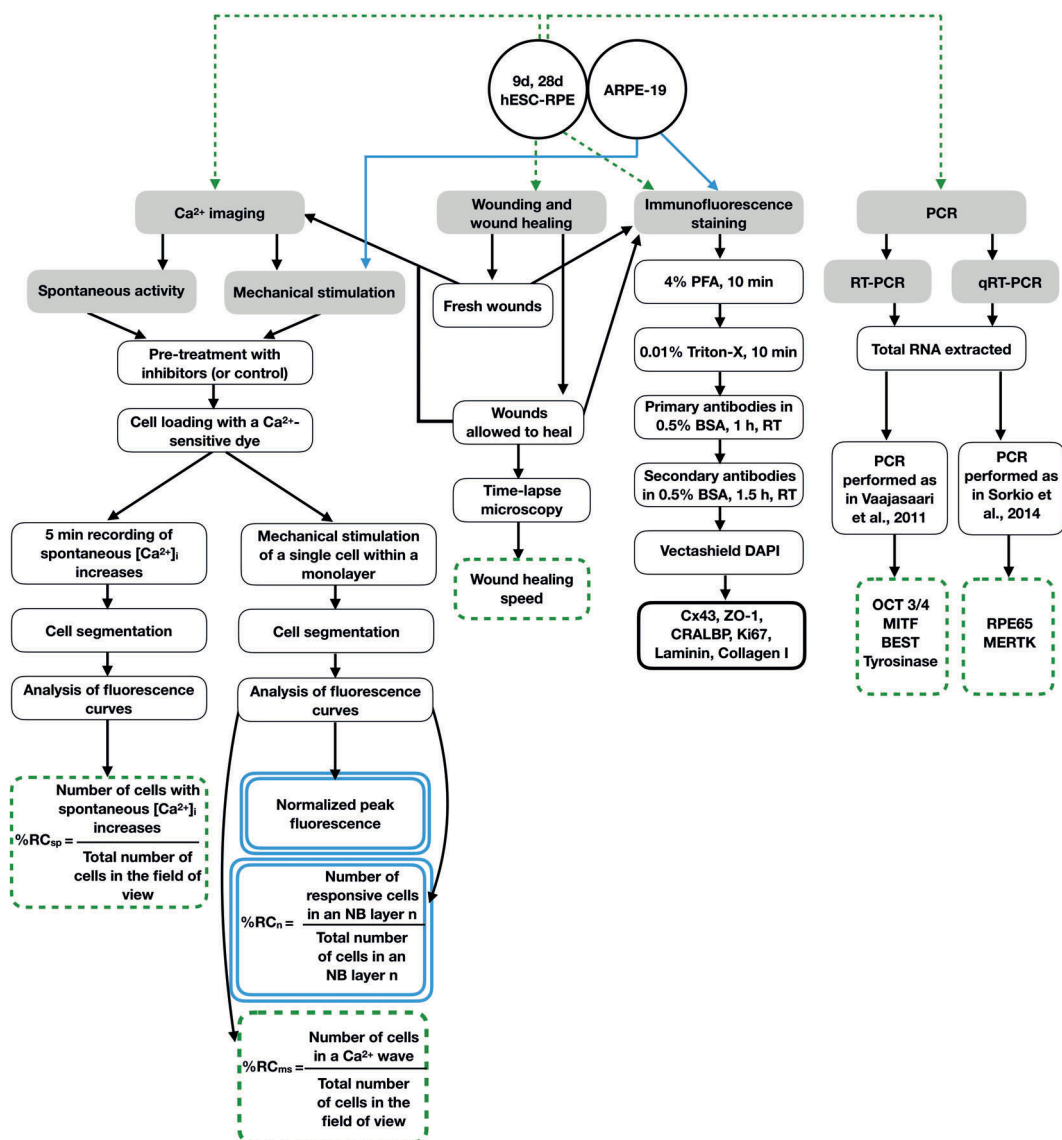 9d, 28d
hESC-RPE
ARPE-19
Ca²⁺ imaging
Wounding and
wound healing
Immunofluorescence
staining
PCR
Spontaneous activity
Mechanical stimulation
Fresh wounds
4% PFA, 10 min
RT-PCR
qRT-PCR
Pre-treatment with
inhibitors (or control)
0.01% Triton-X, 10 min
Total RNA extracted
Cell loading with a Ca²⁺-
sensitive dye
Wounds
allowed to heal
Primary antibodies in
0.5% BSA, 1 h, RT
Secondary antibodies
in 0.5% BSA, 1.5 h, RT
PCR
performed as
in Vaajasaari
et al., 2011
PCR
performed as
in Sorkio et
al., 2014
5 min recording of
spontaneous [Ca²⁺]ᵢ
increases
Mechanical stimulation
of a single cell within a
monolayer
Time-lapse
microscopy
Vectashield DAPI
Wound healing
speed
Cell segmentation
Cell segmentation
Cx43, ZO-1,
CRALBP, Ki67,
Laminin, Collagen I
OCT 3/4
MITF
BEST
Tyrosinase
RPE65
MERTK
Analysis of fluorescence
curves
Analysis of fluorescence
curves
Number of cells with
spontaneous [Ca²⁺]ᵢ
increases
%RCsp =
Total number of
cells in the field of
view
Normalized peak
fluorescence
Number of
responsive cells
in an NB layer n
%RCn =
Total number
of cells in an
NB layer n
Number of cells
in a Ca²⁺ wave
%RCms =
Total number
of cells in the
field of view